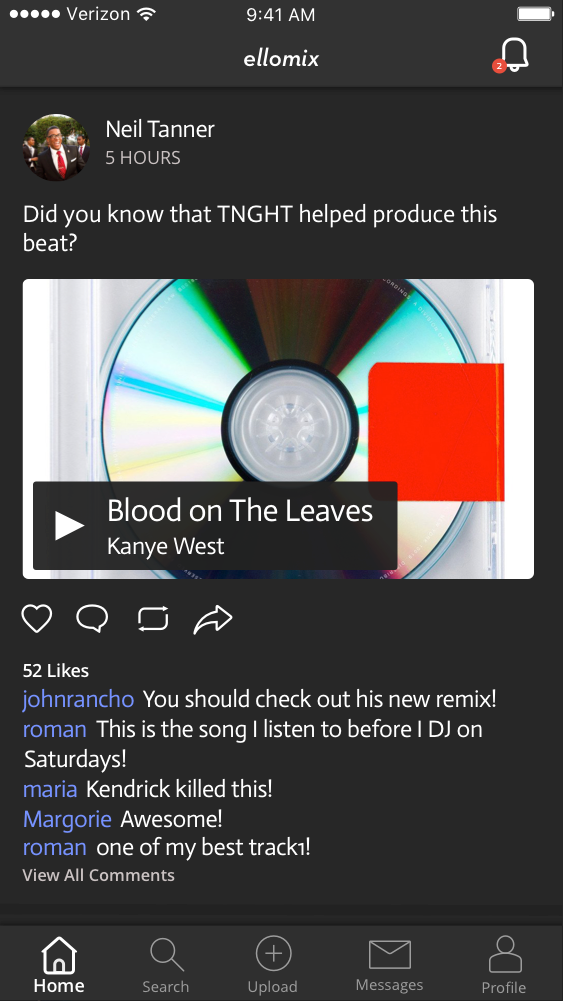 Verizon 9:41 AM
ellomix
2
Neil Tanner
5 HOURS
Did you know that TNGHT helped produce this
beat?
Blood on The Leaves
Kanye West
52 Likes
johnrancho You should check out his new remix!
roman This is the song I listen to before I DJ on
Saturdays!
maria Kendrick killed this!
Margorie Awesome!
roman one of my best track1!
View All Comments
Home Search Upload Messages Profile